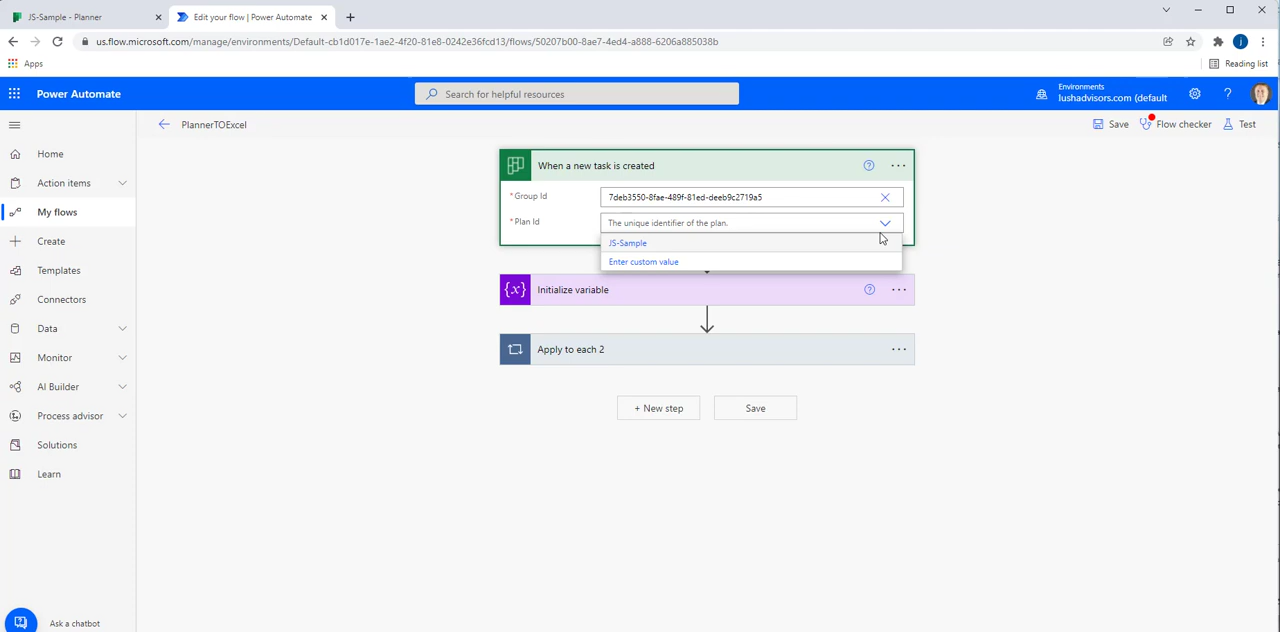 JS-Sample - Planner
Edit your flow | Power Automate
us.flow.microsoft.com/manage/environments/Default-cb1d017e-1ae2-4f20-81e8-0242e36fcd13/flows/50207b00-8ae7-4ed4-a888-6206a885038b
j
Apps
Reading list
Power Automate
Search for helpful resources
Environments
lushadvisors.com (default
?
PlannerTOExcel
Save
Flow checker
Test
Home
Action items
My flows
Create
Templates
Connectors
Data
Monitor
AI Builder
Process advisor
Solutions
Learn
Ask a chatbot
When a new task is created
* Group Id
7deb3550-8fae-489f-81ed-deeb9c2719a5
* Plan Id
The unique identifier of the plan.
JS-Sample
Enter custom value
{x}
Initialize variable
Apply to each 2
+ New step
Save